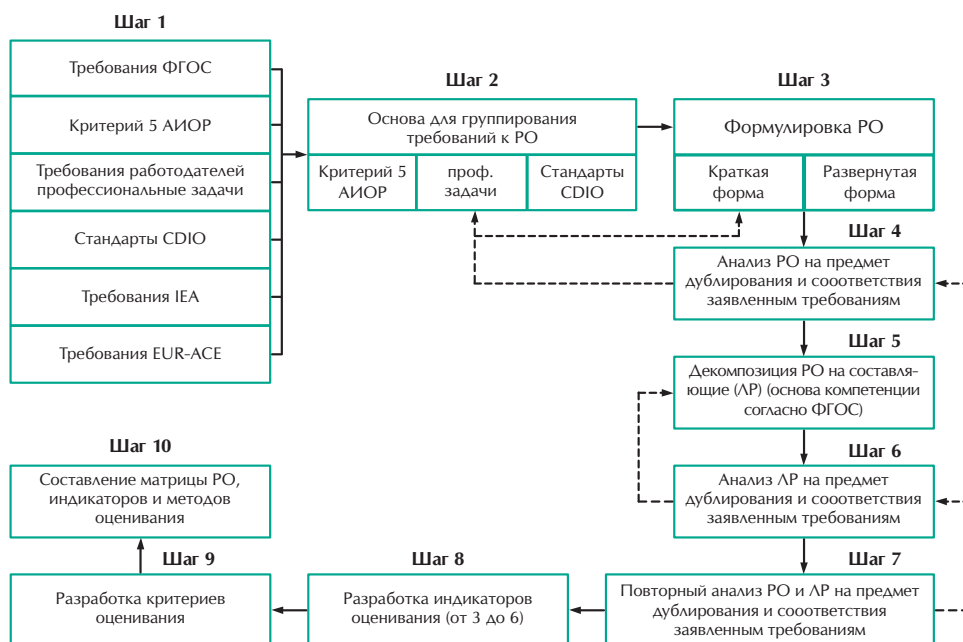 Шаг 1
Требования ФГОС
Критерий 5 АИОР
Требования работодателей
профессиональные задачи
Стандарты CDIO
Требования IEA
Требования EUR-ACE
Шаг 2
Основа для группирования
требований к РО
Критерий 5
АИОР
проф.
задачи
Стандарты
CDIO
Шаг 3
Формулировка РО
Краткая
форма
Развернутая
форма
Шаг 4
Анализ РО на предмет
дублирования и сооответствия
заявленным требованиям
Шаг 5
Декомпозиция РО на составля-
ющие (ЛР) (основа компетенции
согласно ФГОС)
Шаг 6
Анализ ЛР на предмет
дублирования и сооответствия
заявленным требованиям
Шаг 7
Повторный анализ РО и ЛР на предмет
дублирования и сооответствия
заявленным требованиям
Шаг 8
Разработка индикаторов
оценивания (от 3 до 6)
Шаг 9
Разработка критериев
оценивания
Шаг 10
Составление матрицы РО,
индикаторов и методов
оценивания